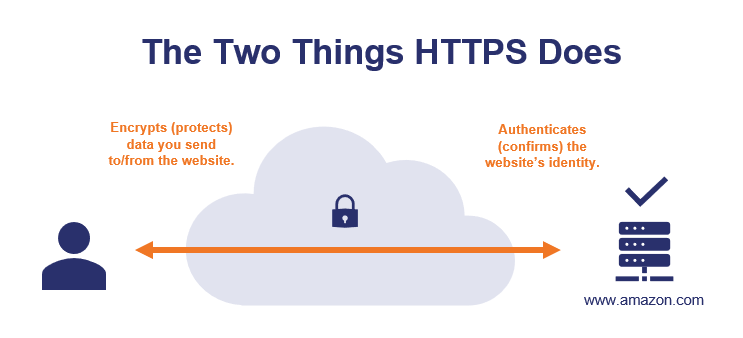 The Two Things HTTPS Does
Encrypts (protects)
data you send
to/from the website.
Authenticates
(confirms) the
website's identity.
www.amazon.com